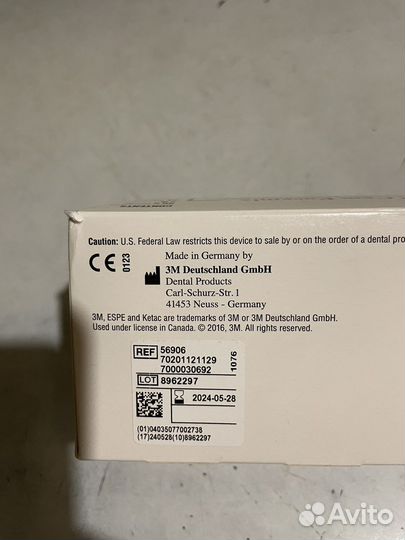 CONTENTS
Caution: U.S. Federal Law restricts this device to sale by or on the order of a dental
CE 0123
Made in Germany by
3M Deutschland GmbH
Dental Products
Carl-Schurz-Str. 1
41453 Neuss - Germany
3M, ESPE and Ketac are trademarks of 3M or 3M Deutschland GmbH.
Used under license in Canada. © 2016, 3M. All rights reserved.
REF 56906
70201121129
7000030692
1076
LOT 8962297
2024-05-28
(01)04035077002738
(17)240528(10)8962297
Avito